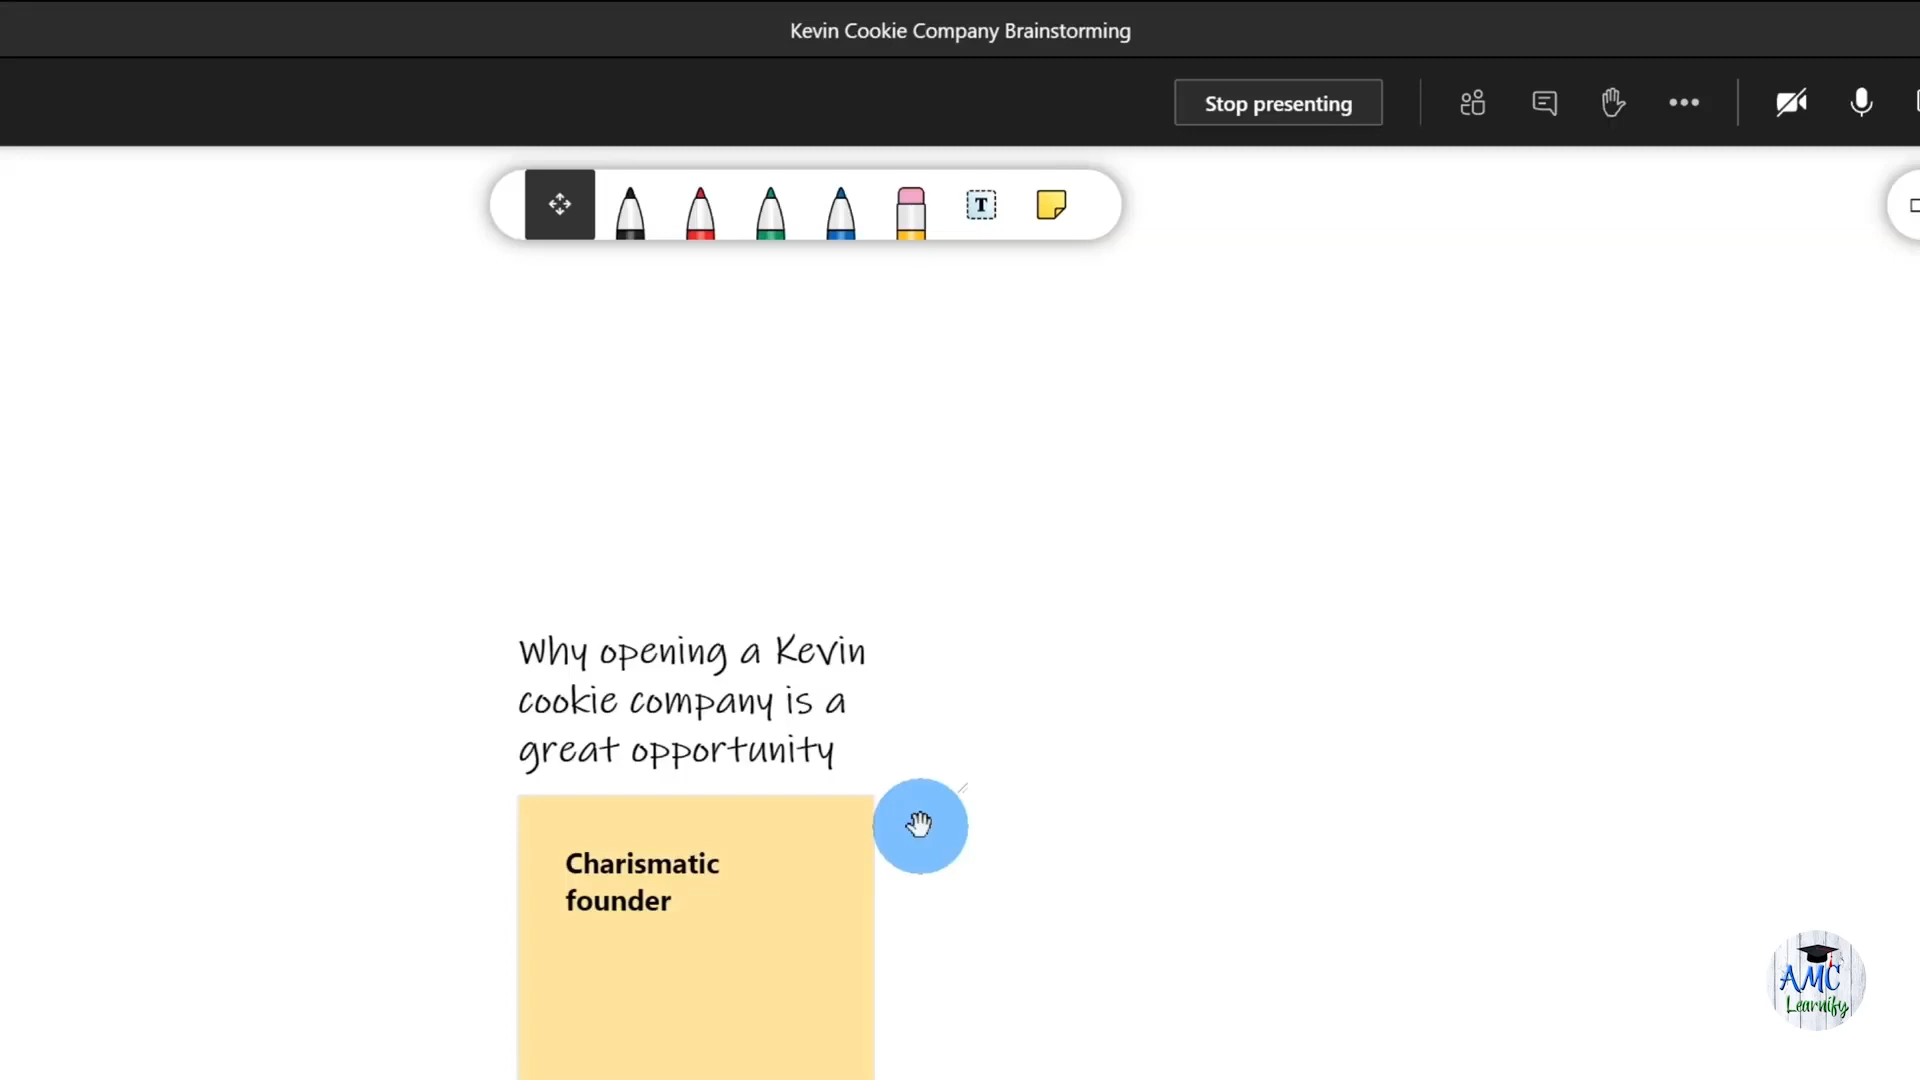 Kevin Cookie Company Brainstorming
Stop presenting
T
Why opening a Kevin
cookie company is a
great opportunity
Charismatic
founder
AMC
Learnify